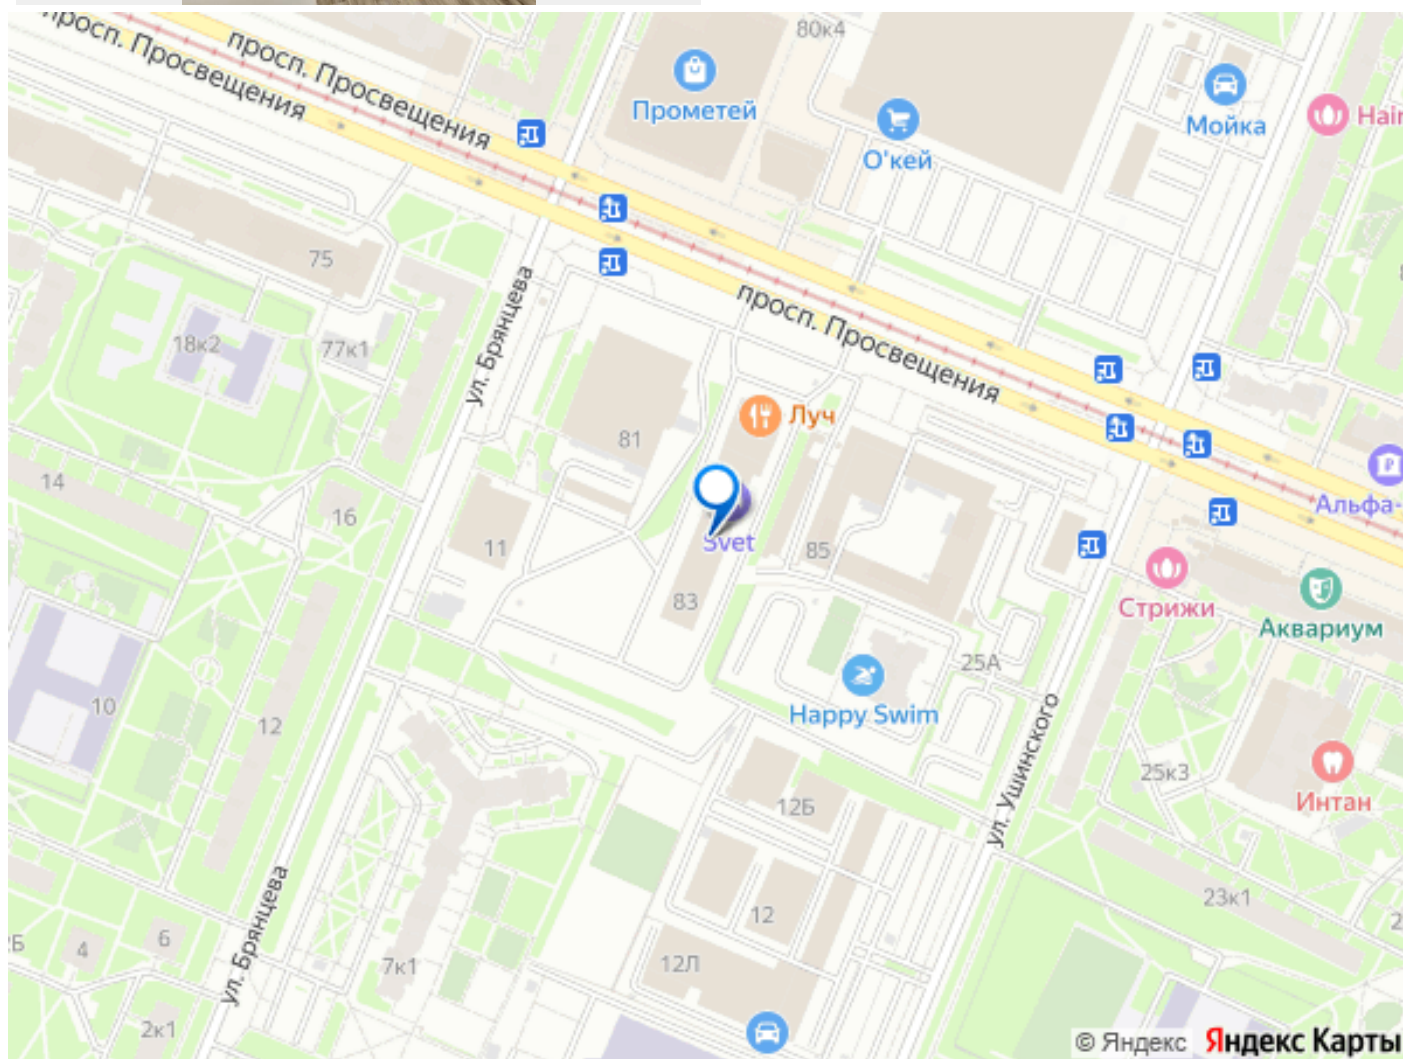 80к4
просп. Просвещения
просп. Просвещения
Прометей
О'кей
Мойка
Hair
75
ул. Брянцева
просп. Просвещения
18к2
77к1
Луч
81
14
16
11
Svet
85
83
Альфа-
Стрижи
Аквариум
25А
Happy Swim
10
12
ул. Ушинского
25к3
Интан
12Б
ул. Брянцева
23к1
12
4
6
7к1
12Л
2к1
© Яндекс Яндекс Карты